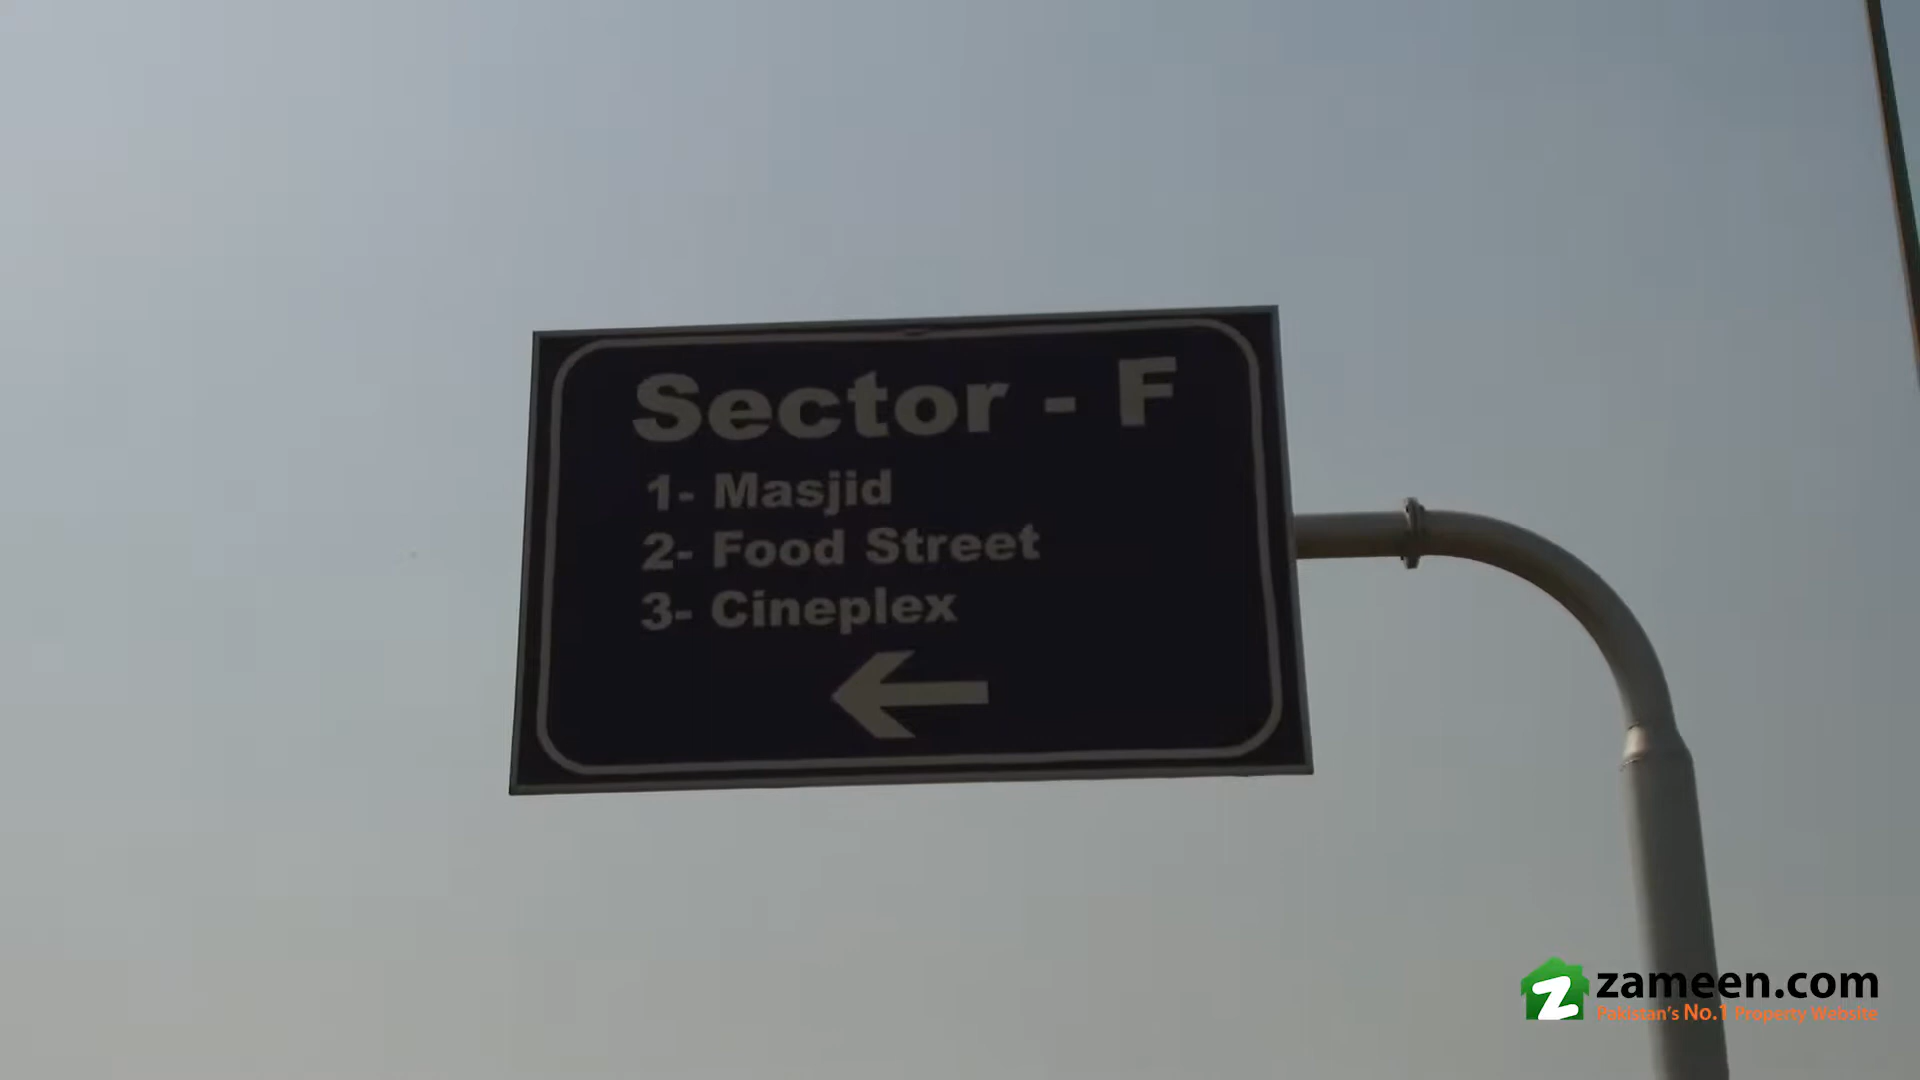 Sector - F
1- Masjid
2- Food Street
3- Cineplex
zameen.com
Pakistan's No.1 Property Website